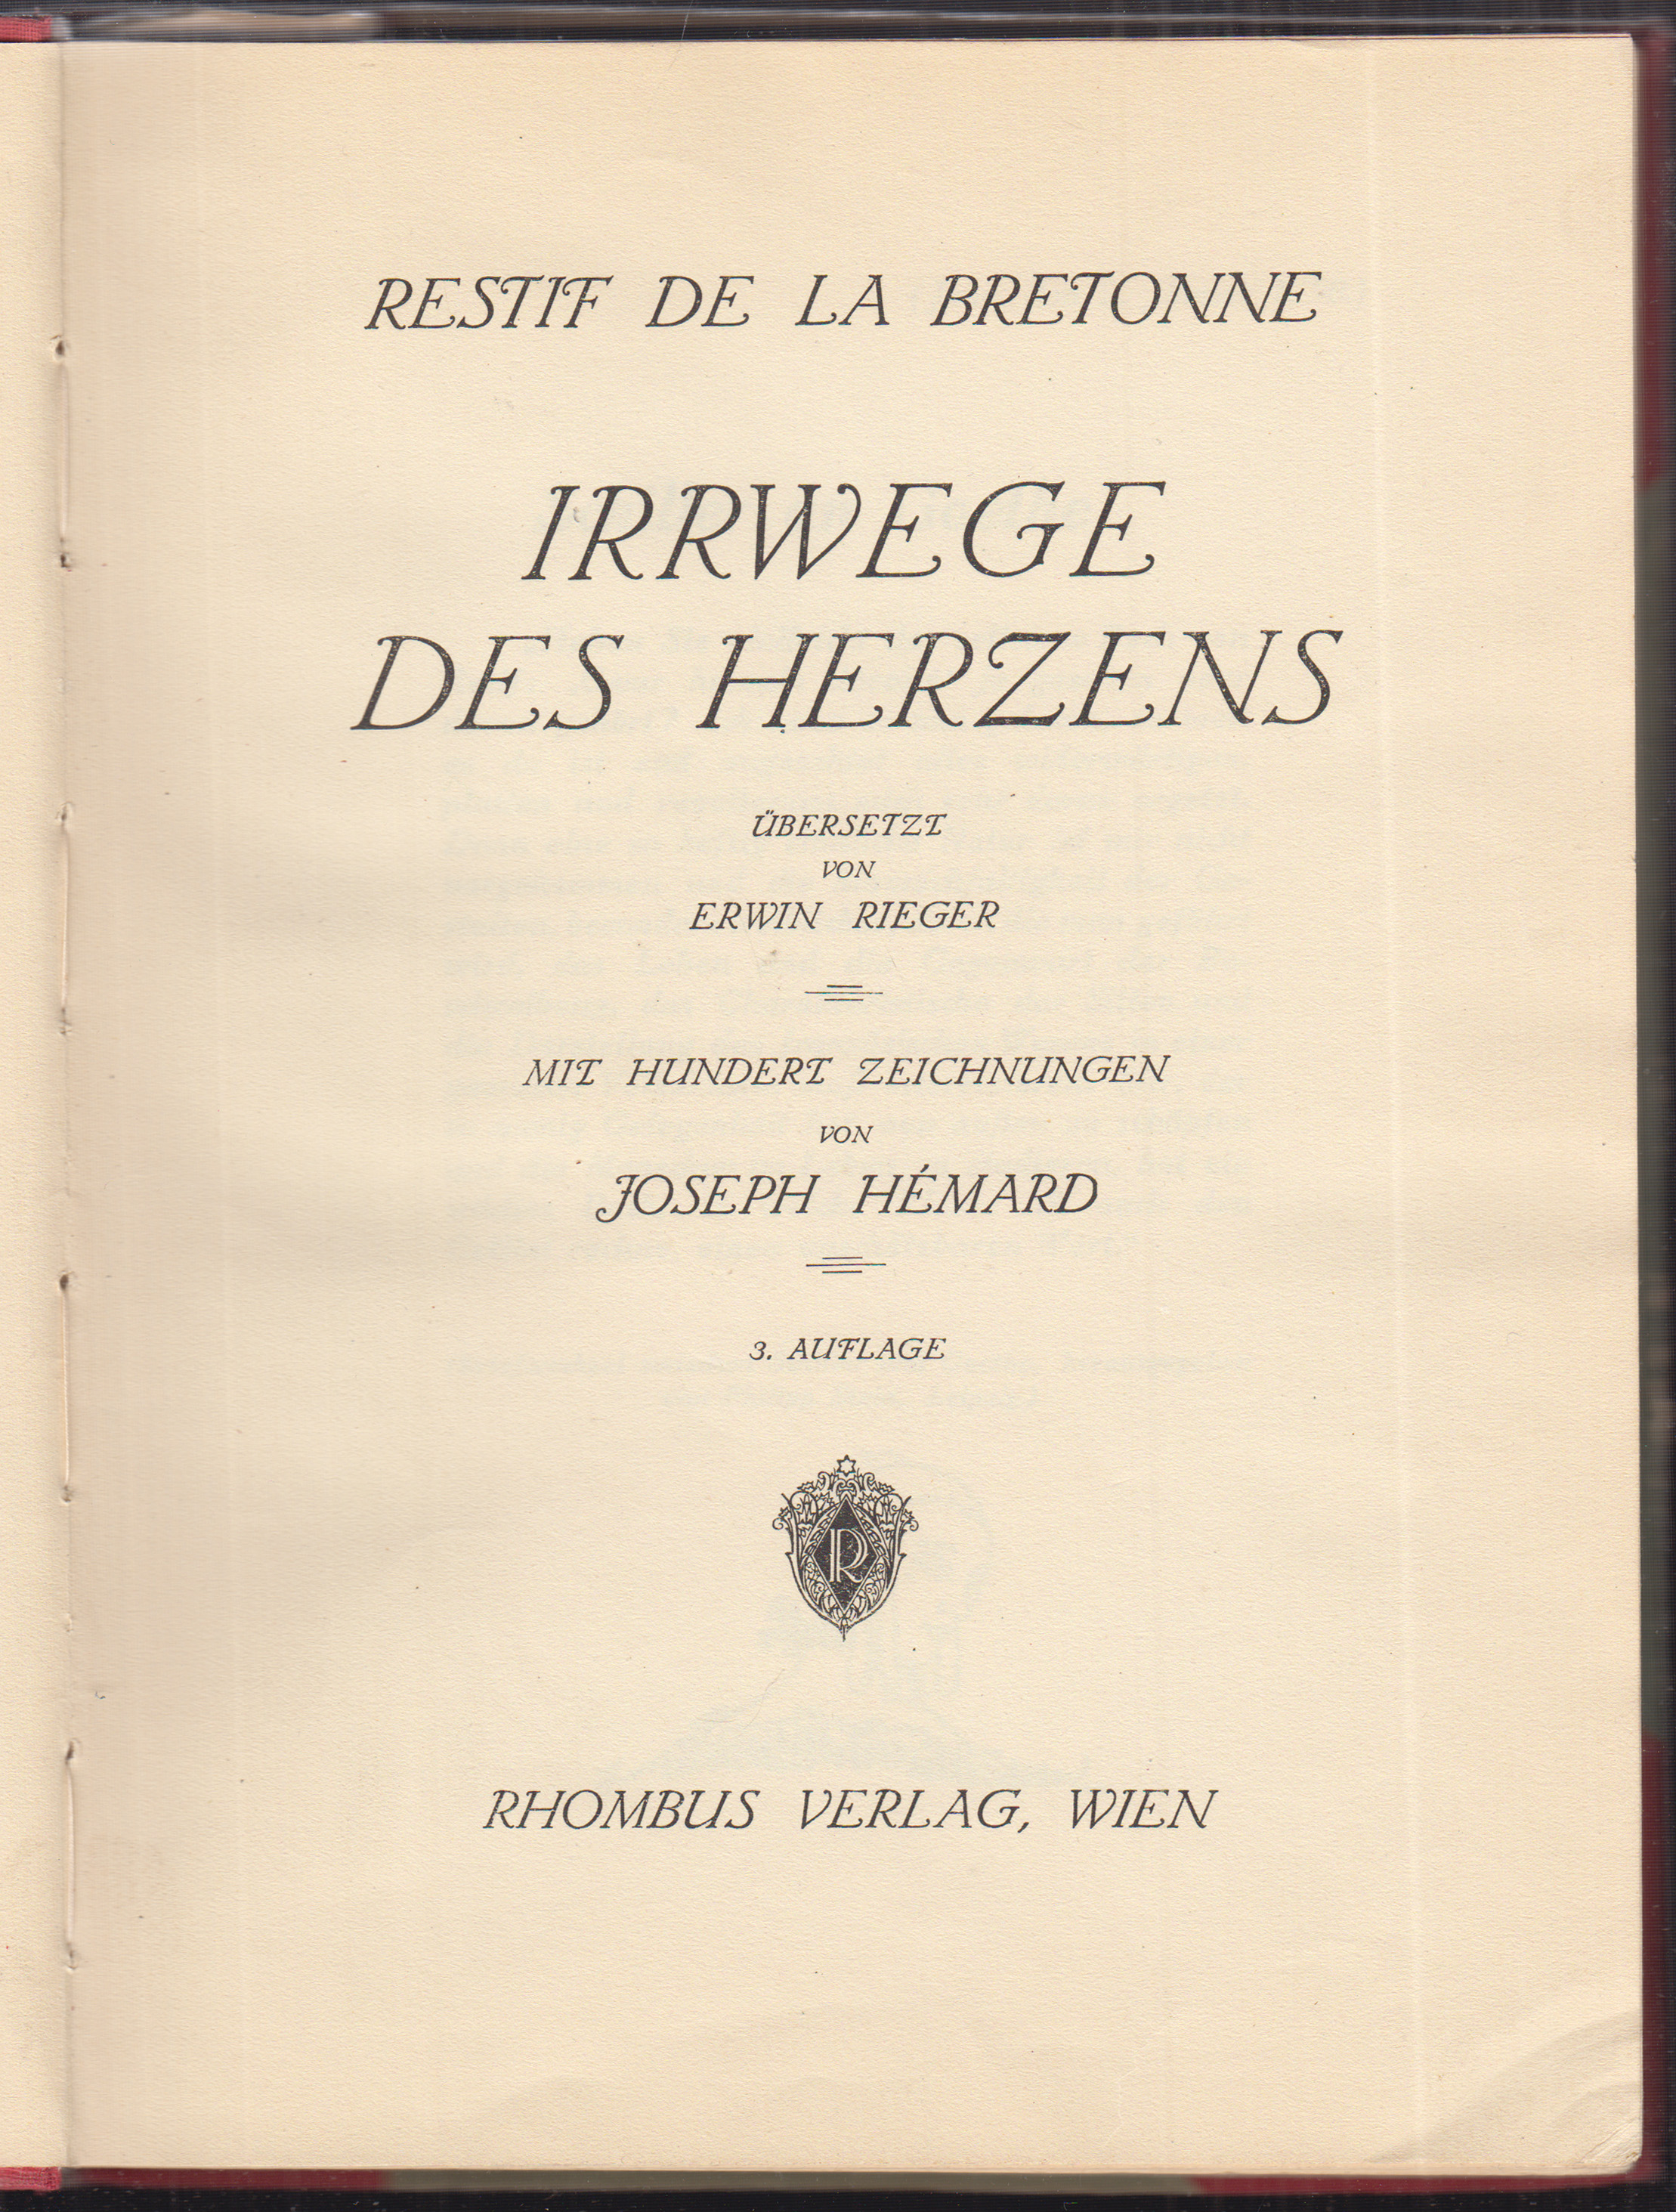 RESTIF DE LA BRETONNE
IRRWEGE
DES HERZENS
ÜBERSETZT
VON
ERWIN RIEGER
MIT HUNDERT ZEICHNUNGEN
VON
JOSEPH HÉMARD
3. AUFLAGE
R
RHOMBUS VERLAG, WIEN